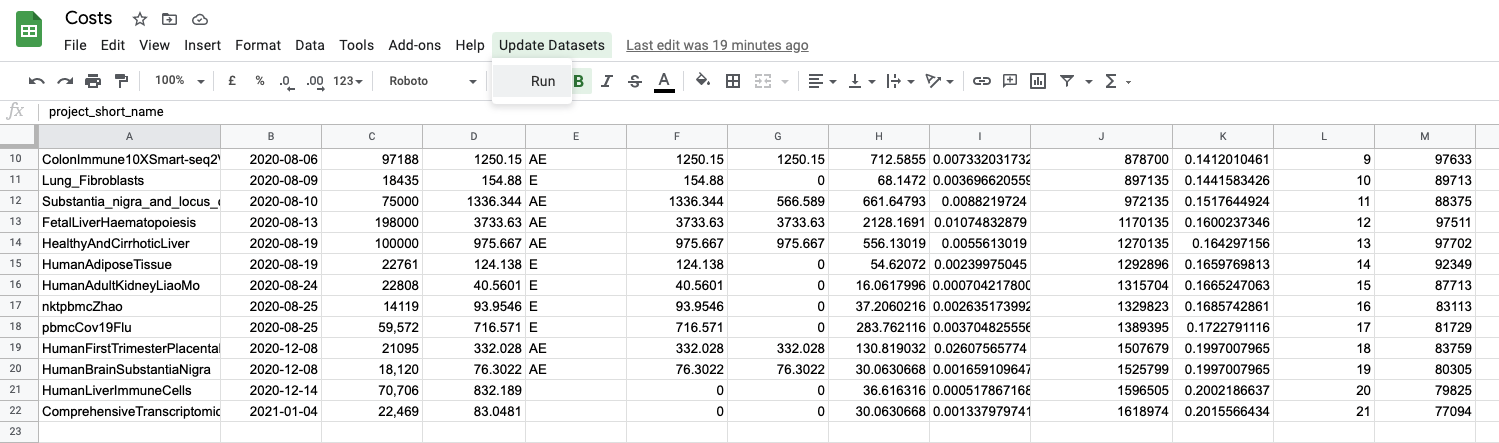 Costs
File Edit View Insert Format Data Tools Add-ons Help Update Datasets Last edit was 19 minutes ago
100% £ % .0 .00 123 Roboto Run B I S A Σ
fx project_short_name
A B C D E F G H I J K L M
10 ColonImmune10XSmart-seq2 2020-08-06 97188 1250.15 AE 1250.15 1250.15 712.5855 0.007332031732 878700 0.1412010461 9 97633
11 Lung_Fibroblasts 2020-08-09 18435 154.88 E 154.88 0 68.1472 0.003696620559 897135 0.1441583426 10 89713
12 Substantia_nigra_and_locus_ 2020-08-10 75000 1336.344 AE 1336.344 566.589 661.64793 0.0088219724 972135 0.1517644924 11 88375
13 FetalLiverHaematopoiesis 2020-08-13 198000 3733.63 AE 3733.63 3733.63 2128.1691 0.01074832879 1170135 0.1600237346 12 97511
14 HealthyAndCirrhoticLiver 2020-08-19 100000 975.667 AE 975.667 975.667 556.13019 0.0055613019 1270135 0.164297156 13 97702
15 HumanAdiposeTissue 2020-08-19 22761 124.138 E 124.138 0 54.62072 0.00239975045 1292896 0.1659769813 14 92349
16 HumanAdultKidneyLiaoMo 2020-08-24 22808 40.5601 E 40.5601 0 16.0617996 0.000704217800 1315704 0.1665247063 15 87713
17 nktpbmcZhao 2020-08-25 14119 93.9546 E 93.9546 0 37.2060216 0.002635173992 1329823 0.1685742861 16 83113
18 pbmcCov19Flu 2020-08-25 59,572 716.571 E 716.571 0 283.762116 0.003704825556 1389395 0.1722791116 17 81729
19 HumanFirstTrimesterPlacental 2020-12-08 21095 332.028 AE 332.028 332.028 130.819032 0.02607565774 1507679 0.1997007965 18 83759
20 HumanBrainSubstantiaNigra 2020-12-08 18,120 76.3022 AE 76.3022 76.3022 30.0630668 0.001659109647 1525799 0.1997007965 19 80305
21 HumanLiverImmuneCells 2020-12-14 70,706 832.189 0 0 36.616316 0.000517867168 1596505 0.2002186637 20 79825
22 ComprehensiveTranscriptomic 2021-01-04 22,469 83.0481 0 0 30.0630668 0.001337979741 1618974 0.2015566434 21 77094
23